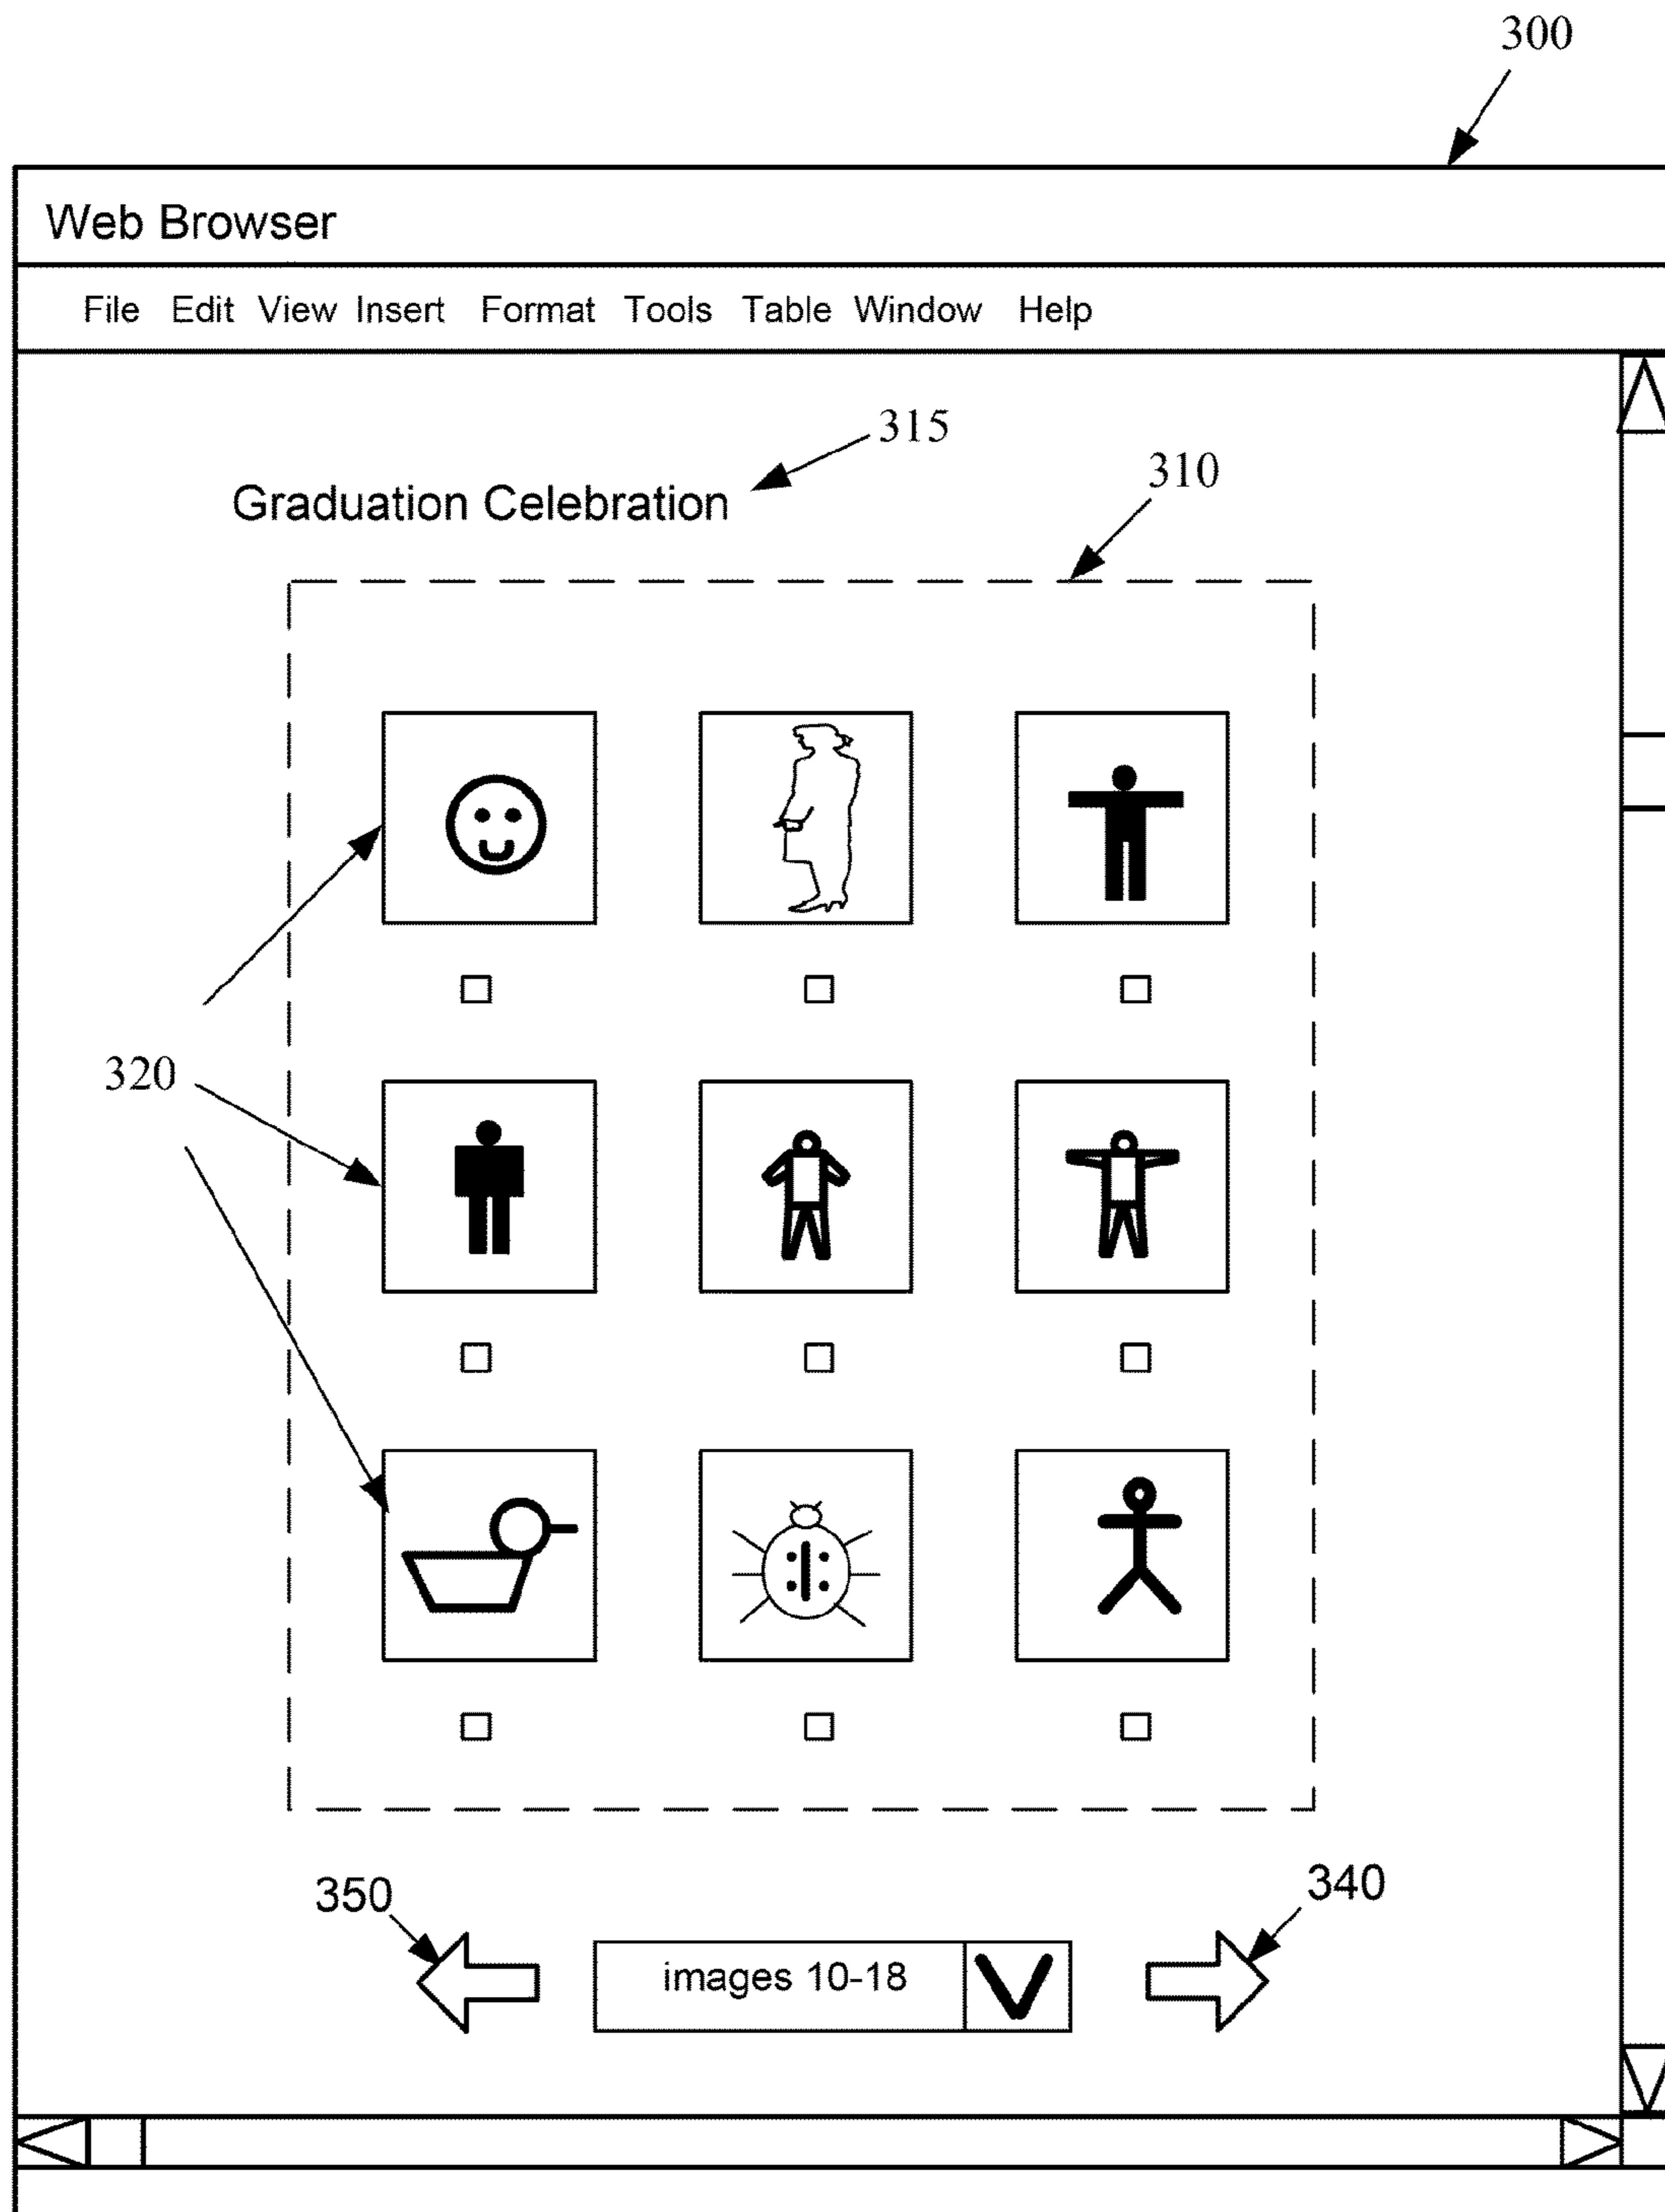 300
Web Browser
File Edit View Insert Format Tools Table Window Help
315
310
Graduation Celebration
320
350
340
images 10-18